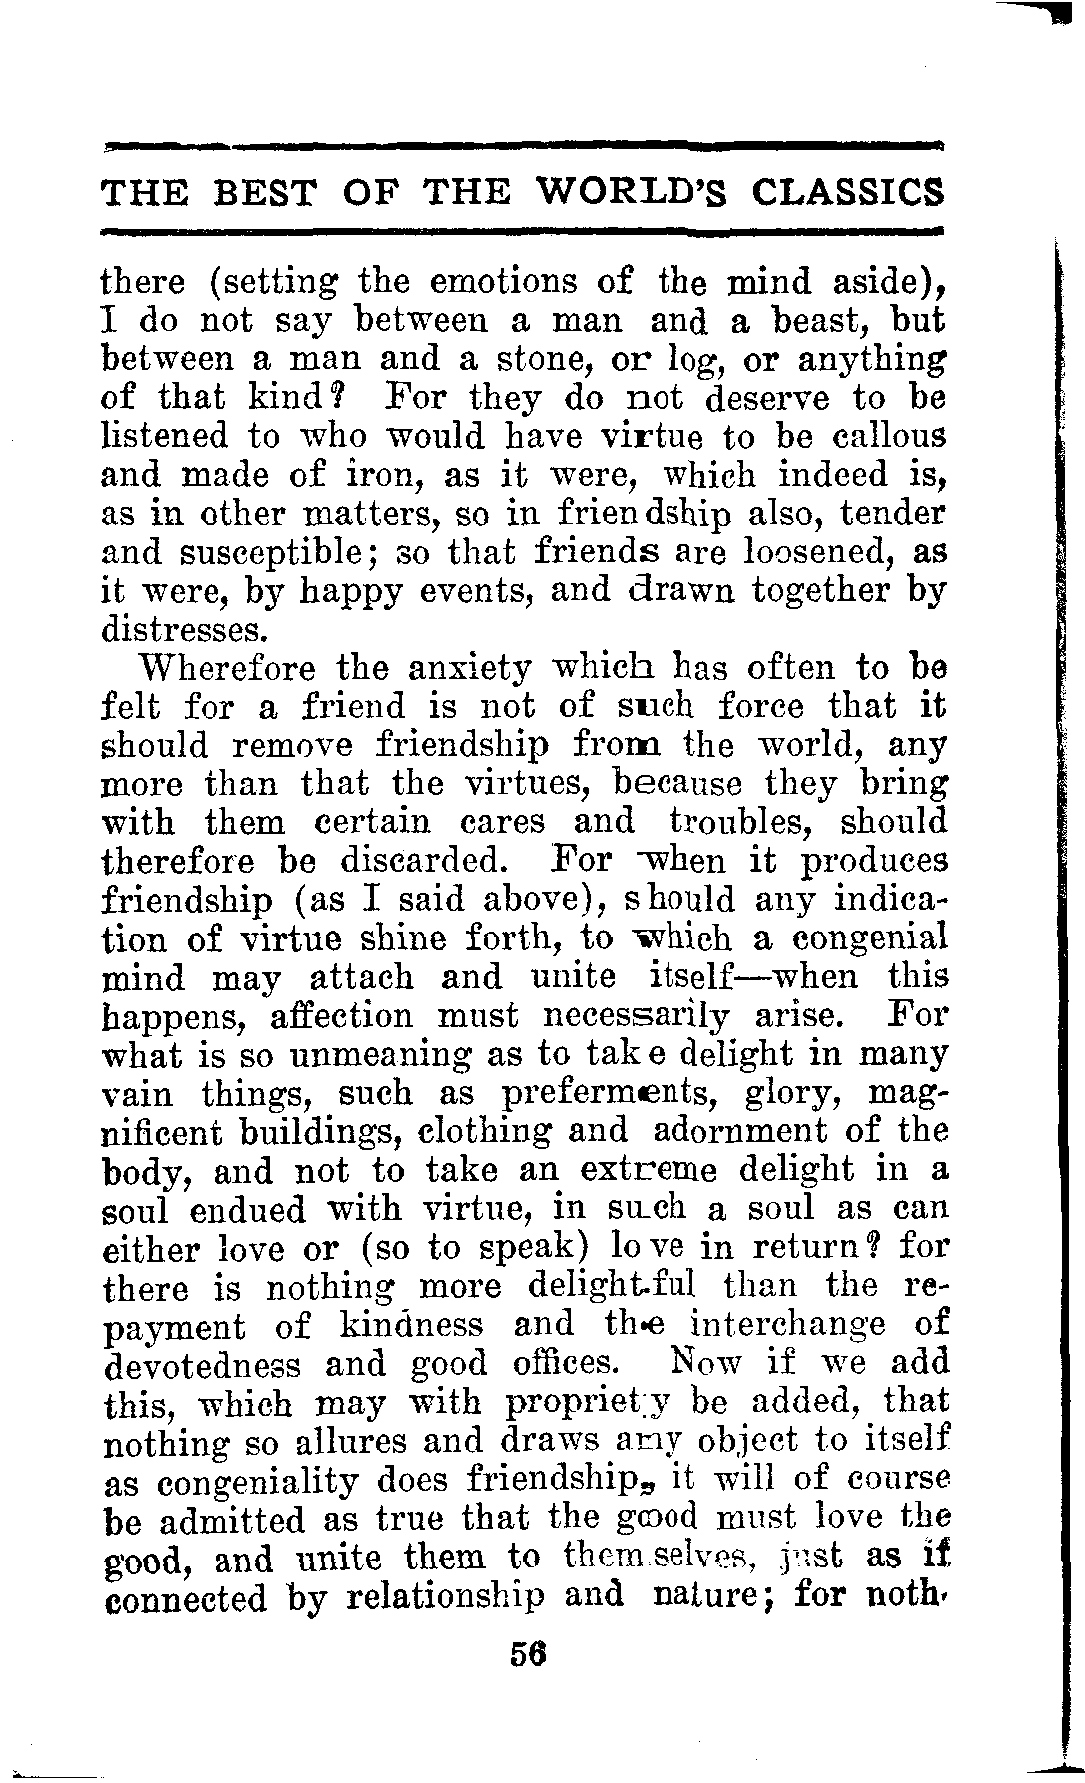 THE BEST OF THE WORLD'S CLASSICS
there (setting the emotions of the mind aside),
I do not say between a man and a beast, but
between a man and a stone, or log, or anything
of that kind? For they do not deserve to be
listened to who would have virtue to be callous
and made of iron, as it were, which indeed is,
as in other matters, so in friendship also, tender
and susceptible; so that friends are loosened, as
it were, by happy events, and drawn together by
distresses.
Wherefore the anxiety which has often to be
felt for a friend is not of such force that it
should remove friendship from the world, any
more than that the virtues, because they bring
with them certain cares and troubles, should
therefore be discarded. For when it produces
friendship (as I said above), should any indica-
tion of virtue shine forth, to which a congenial
mind may attach and unite itself—when this
happens, affection must necessarily arise. For
what is so unmeaning as to take delight in many
vain things, such as preferments, glory, mag-
nificent buildings, clothing and adornment of the
body, and not to take an extreme delight in a
soul endued with virtue, in such a soul as can
either love or (so to speak) love in return? for
there is nothing more delightful than the re-
payment of kindness and the interchange of
devotedness and good offices. Now if we add
this, which may with propriety be added, that
nothing so allures and draws any object to itself
as congeniality does friendship, it will of course
be admitted as true that the good must love the
good, and unite them to themselves, just as if
connected by relationship and nature; for noth-
56